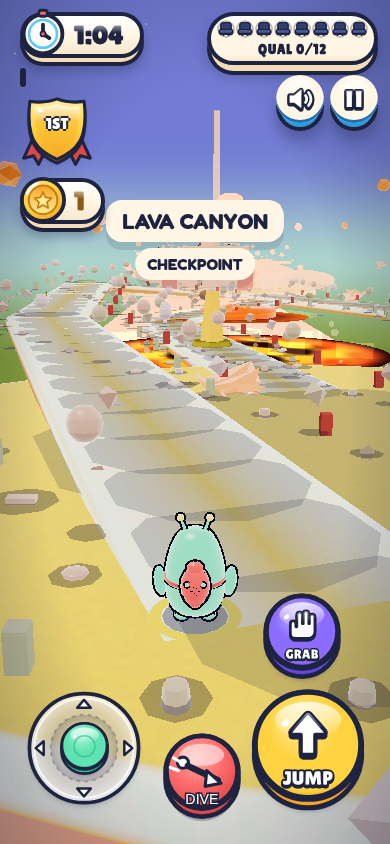 1:04
QUAL 0/12
1ST
1
LAVA CANYON
CHECKPOINT
GRAB
JUMP
DIVE